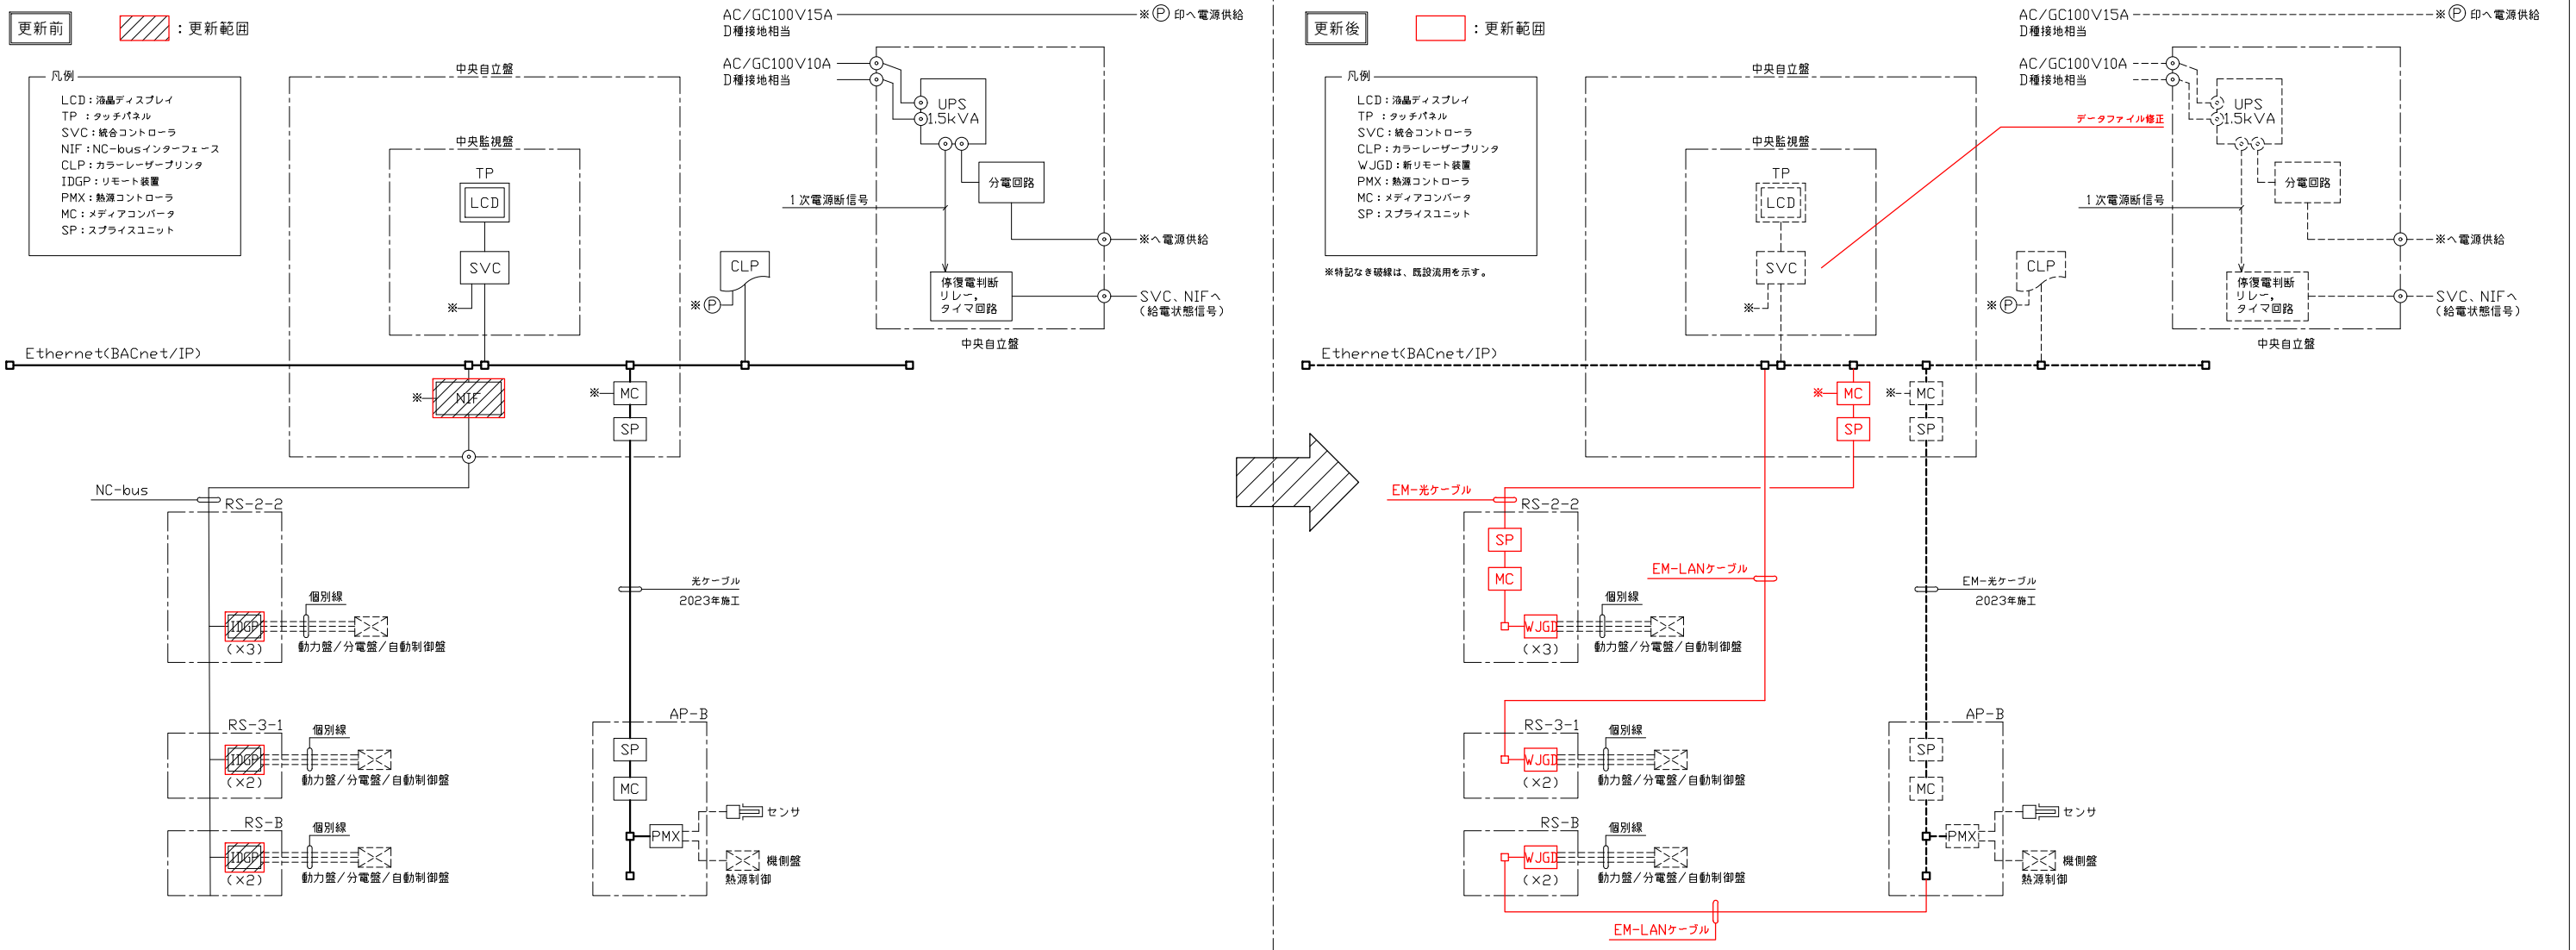 更新前
：更新範囲
凡例
LCD：液晶ディスプレイ
TP ：タッチパネル
SVC：統合コントローラ
NIF：NC-busインターフェース
CLP：カラーレーザープリンタ
IDGP：リモート装置
PMX：熱源コントローラ
MC：メディアコンバータ
SP：スプライスユニット
AC/GC100V15A
D種接地相当
※Ⓟ印へ電源供給
AC/GC100V10A
D種接地相当
中央自立盤
中央監視盤
TP
LCD
SVC
※
UPS
1.5kVA
分電回路
1次電源断信号
※へ電源供給
CLP
※Ⓟ
停復電判断
リレー，
タイマ回路
SVC、NIFへ
（給電状態信号）
中央自立盤
Ethernet(BACnet/IP)
※
NIF
※
MC
SP
NC-bus
RS-2-2
IDGP
(×3)
個別線
動力盤/分電盤/自動制御盤
光ケーブル
2023年施工
RS-3-1
IDGP
(×2)
個別線
動力盤/分電盤/自動制御盤
RS-B
IDGP
(×2)
個別線
動力盤/分電盤/自動制御盤
AP-B
SP
MC
PMX
センサ
機側盤
熱源制御
更新後
：更新範囲
凡例
LCD：液晶ディスプレイ
TP ：タッチパネル
SVC：統合コントローラ
CLP：カラーレーザープリンタ
WJGD：新リモート装置
PMX：熱源コントローラ
MC：メディアコンバータ
SP：スプライスユニット
※特記なき破線は、既設流用を示す。
AC/GC100V15A
D種接地相当
※Ⓟ印へ電源供給
AC/GC100V10A
D種接地相当
中央自立盤
中央監視盤
TP
LCD
SVC
※
データファイル修正
UPS
1.5kVA
分電回路
1次電源断信号
※へ電源供給
CLP
※Ⓟ
停復電判断
リレー，
タイマ回路
SVC、NIFへ
（給電状態信号）
中央自立盤
Ethernet(BACnet/IP)
※
MC
SP
※
MC
SP
EM-光ケーブル
RS-2-2
SP
MC
WJGD
(×3)
個別線
動力盤/分電盤/自動制御盤
EM-LANケーブル
EM-光ケーブル
2023年施工
RS-3-1
WJGD
(×2)
個別線
動力盤/分電盤/自動制御盤
RS-B
WJGD
(×2)
個別線
動力盤/分電盤/自動制御盤
EM-LANケーブル
AP-B
SP
MC
PMX
センサ
機側盤
熱源制御